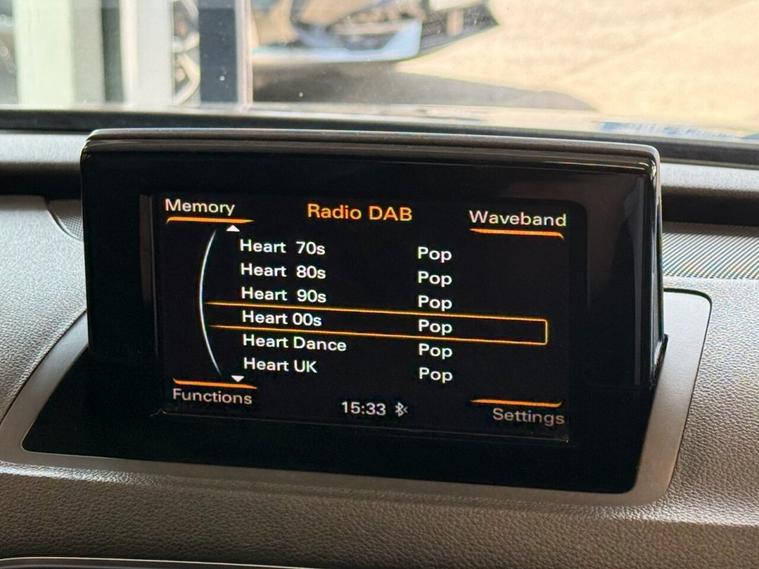 Memory Radio DAB Waveband
Heart 70s Pop
Heart 80s Pop
Heart 90s Pop
Heart 00s Pop
Heart Dance Pop
Heart UK Pop
Functions 15:33 Settings